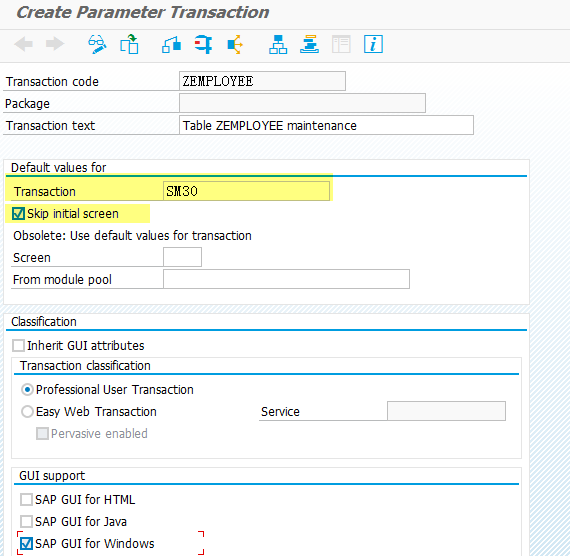 Create Parameter Transaction
Transaction code ZEMPLOYEE
Package
Transaction text Table ZEMPLOYEE maintenance
Default values for
Transaction SM30
Skip initial screen
Obsolete: Use default values for transaction
Screen
From module pool
Classification
Inherit GUI attributes
Transaction classification
Professional User Transaction
Easy Web Transaction Service
Pervasive enabled
GUI support
SAP GUI for HTML
SAP GUI for Java
SAP GUI for Windows